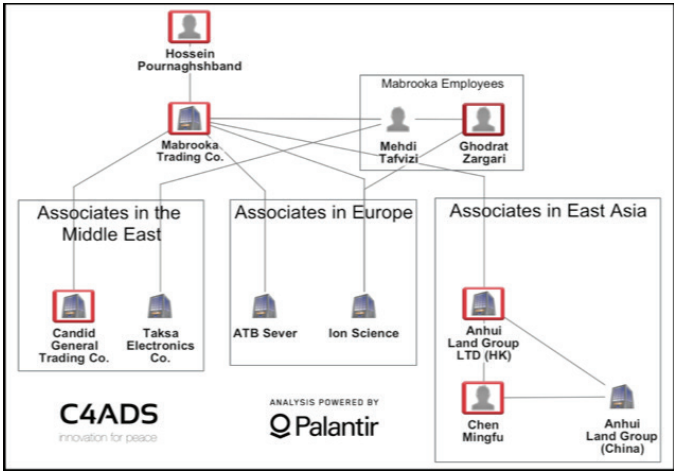 Hossein
Pournaghshband
Mabrooka Employees
Mabrooka
Trading Co.
Mehdi
Tafvizi
Ghodrat
Zargari
Associates in the
Middle East
Associates in Europe
Associates in East Asia
Candid
General
Trading Co.
Taksa
Electronics
Co.
ATB Sever
Ion Science
Anhui
Land Group
LTD (HK)
Chen
Mingfu
Anhui
Land Group
(China)
C4ADS
innovation for peace
ANALYSIS POWERED BY
Palantir